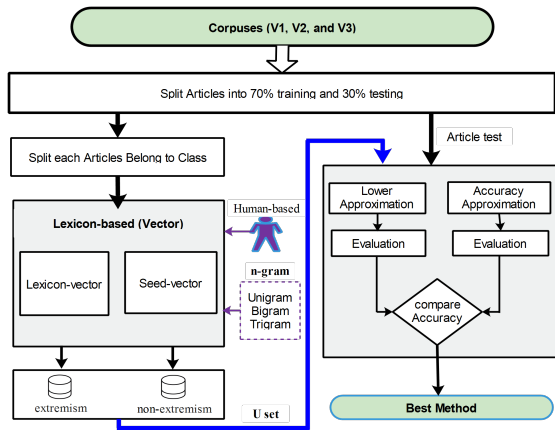 Corpuses (V1, V2, and V3)
Split Articles into 70% training and 30% testing
Article test
Split each Articles Belong to Class
Lexicon-based (Vector)
Lexicon-vector
Seed-vector
Human-based
n-gram
Unigram
Bigram
Trigram
extremism
non-extremism
U set
Lower
Approximation
Accuracy
Approximation
Evaluation
Evaluation
compare
Accuracy
Best Method